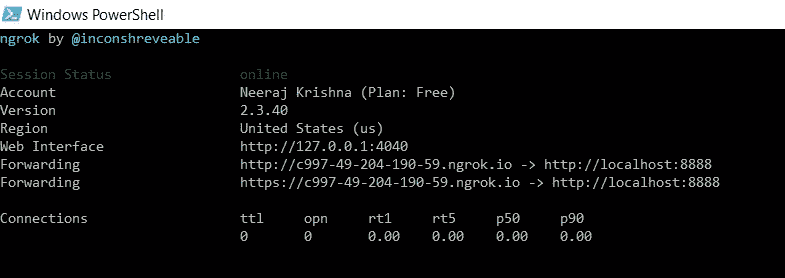 Windows PowerShell
ngrok by @inconshreveable
Session Status online
Account Neeraj Krishna (Plan: Free)
Version 2.3.40
Region United States (us)
Web Interface http://127.0.0.1:4040
Forwarding http://c997-49-204-190-59.ngrok.io -> http://localhost:8888
Forwarding https://c997-49-204-190-59.ngrok.io -> http://localhost:8888
Connections ttl opn rt1 rt5 p50 p90
0 0 0.00 0.00 0.00 0.00